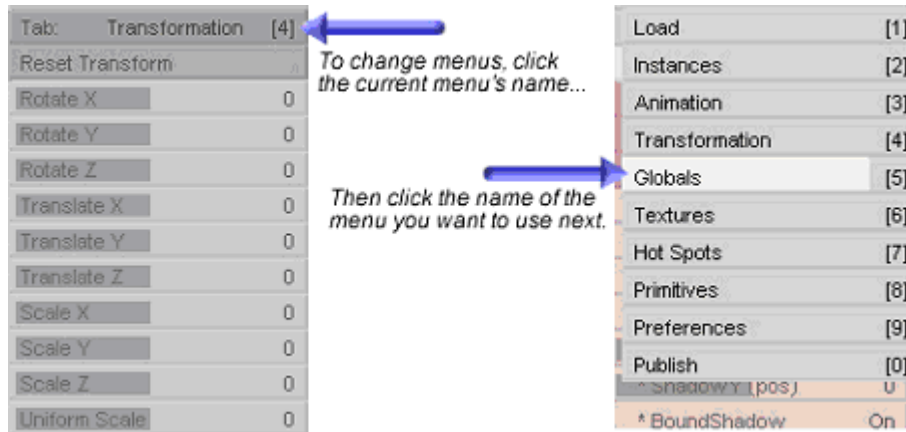 Tab: Transformation [4]
Reset Transform
Rotate X 0
Rotate Y 0
Rotate Z 0
Translate X 0
Translate Y 0
Translate Z 0
Scale X 0
Scale Y 0
Scale Z 0
Uniform Scale 0
To change menus, click
the current menu's name...
Then click the name of the
menu you want to use next.
Load [1]
Instances [2]
Animation [3]
Transformation [4]
Globals [5]
Textures [6]
Hot Spots [7]
Primitives [8]
Preferences [9]
Publish [0]
* ShadowY (pos) 0
* BoundShadow On